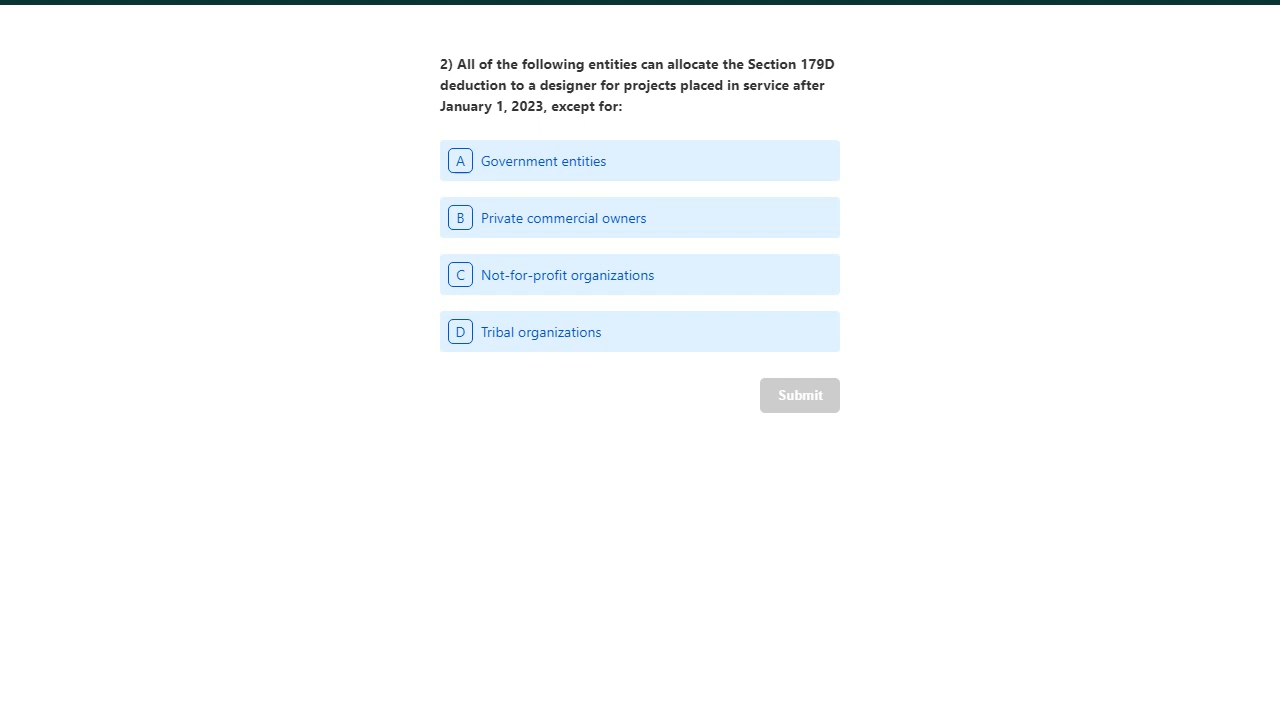 2) All of the following entities can allocate the Section 179D
deduction to a designer for projects placed in service after
January 1, 2023, except for:
A Government entities
B Private commercial owners
C Not-for-profit organizations
D Tribal organizations
Submit